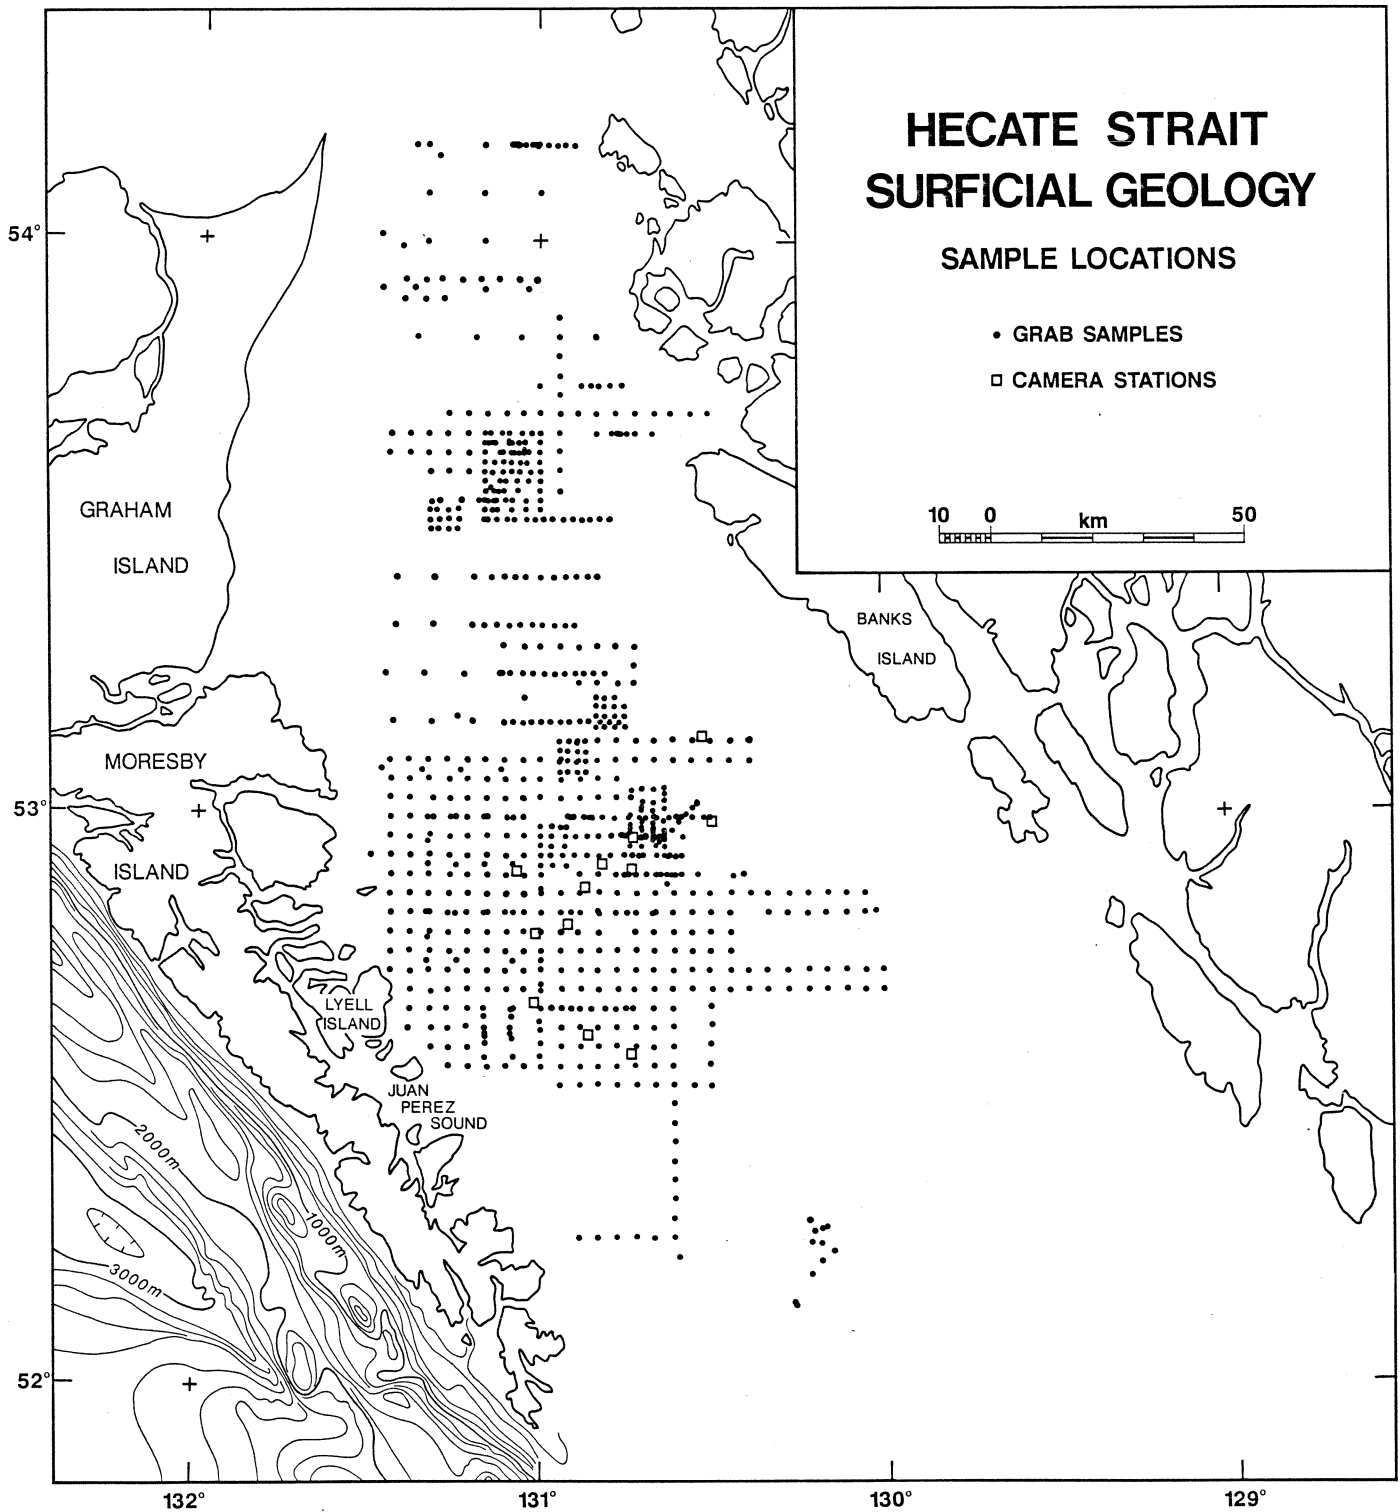 HECATE STRAIT
SURFICIAL GEOLOGY
SAMPLE LOCATIONS
GRAB SAMPLES
CAMERA STATIONS
10 0 km 50
54°
GRAHAM
ISLAND
BANKS
ISLAND
MORESBY
53°
ISLAND
LYELL
ISLAND
JUAN
PEREZ
SOUND
2000m
1000m
3000m
52°
132° 131° 130° 129°